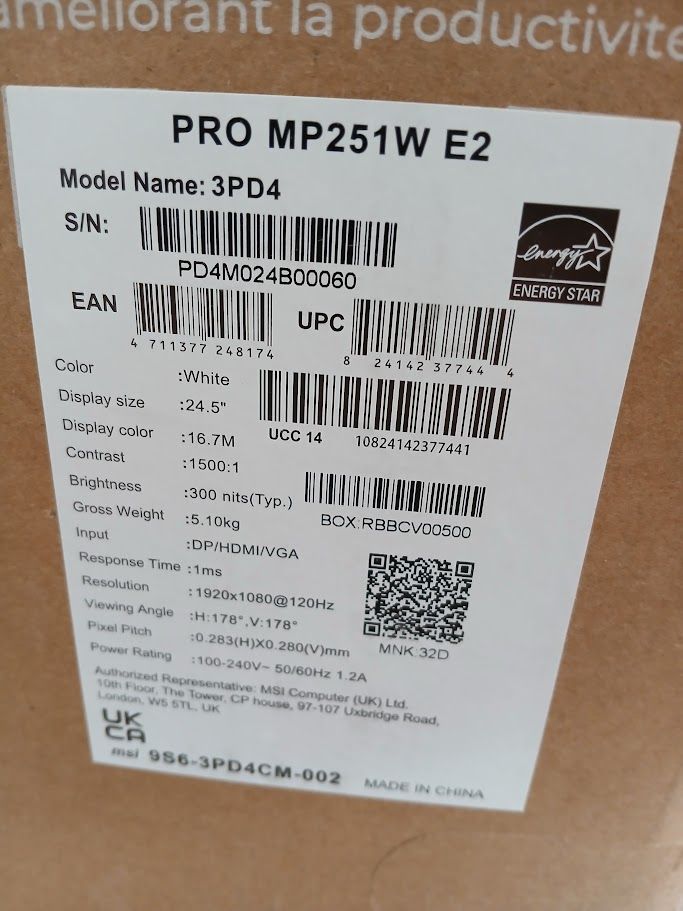 améliorant la productivité
PRO MP251W E2
Model Name: 3PD4
S/N:
PD4M024B00060
energy
ENERGY STAR
EAN
4 711377 248174
UPC
8 24142 37744 4
Color :White
Display size :24.5"
UCC 14 10824142377441
Display color :16.7M
Contrast :1500:1
Brightness :300 nits(Typ.)
BOX:RBBCV00500
Gross Weight :5.10kg
Input :DP/HDMI/VGA
Response Time :1ms
Resolution :1920x1080@120Hz
Viewing Angle :H:178°,V:178°
MNK:32D
Pixel Pitch :0.283(H)X0.280(V)mm
Power Rating :100-240V~ 50/60Hz 1.2A
Authorized Representative: MSI Computer (UK) Ltd.
10th Floor, The Tower, CP house, 97-107 Uxbridge Road,
London, W5 5TL, UK
UK
CA
msi 9S6-3PD4CM-002
MADE IN CHINA